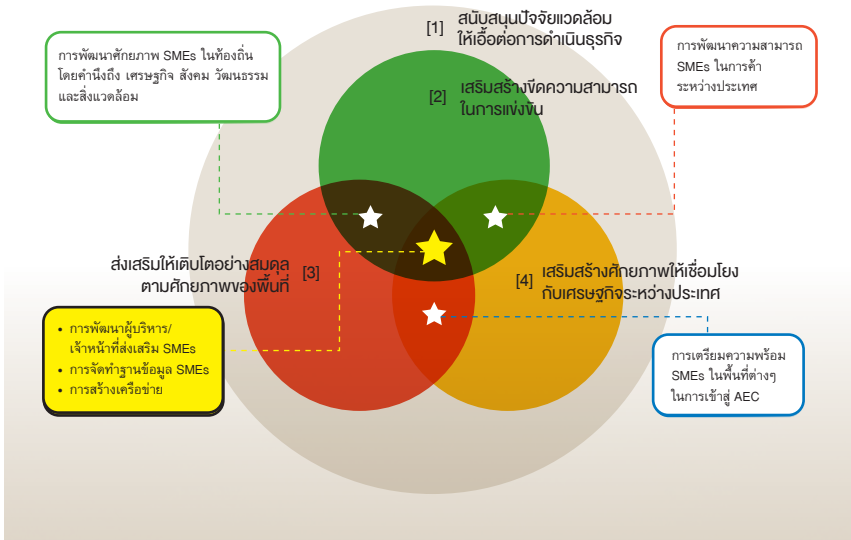 [1] สนับสนุนปัจจัยแวดล้อม
ให้เอื้อต่อการดำเนินธุรกิจ
การพัฒนาศักยภาพ SMEs ในท้องถิ่น
โดยคำนึงถึง เศรษฐกิจ สังคม วัฒนธรรม
และสิ่งแวดล้อม
การพัฒนาความสามารถ
SMEs ในการค้า
ระหว่างประเทศ
[2] เสริมสร้างขีดความสามารถ
ในการแข่งขัน
ส่งเสริมให้เติบโตอย่างสมดุล [3]
ตามศักยภาพของพื้นที่
[4] เสริมสร้างศักยภาพให้เชื่อมโยง
กับเศรษฐกิจระหว่างประเทศ
• การพัฒนาผู้บริหาร/
เจ้าหน้าที่ส่งเสริม SMEs
• การจัดทำฐานข้อมูล SMEs
• การสร้างเครือข่าย
การเตรียมความพร้อม
SMEs ในพื้นที่ต่างๆ
ในการเข้าสู่ AEC